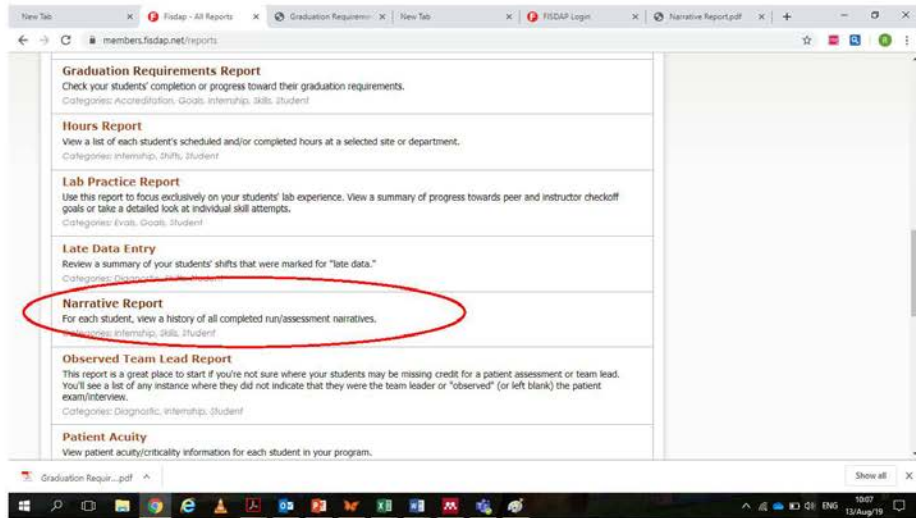 New Tab
Fisdap - All Reports
Graduation Requiremen
New Tab
FISDAP Login
Narrative Report.pdf
members.fisdap.net/reports
Graduation Requirements Report
Check your students' completion or progress toward their graduation requirements.
Categories: Accreditation, Goals, Internship, Skills, Student
Hours Report
View a list of each student's scheduled and/or completed hours at a selected site or department.
Categories: Internship, Shifts, Student
Lab Practice Report
Use this report to focus exclusively on your students' lab experience. View a summary of progress towards peer and instructor checkoff
goals or take a detailed look at individual skill attempts.
Categories: Evals, Goals, Student
Late Data Entry
Review a summary of your students' shifts that were marked for "late data."
Categories: Diagnostic, Shifts, Student
Narrative Report
For each student, view a history of all completed run/assessment narratives.
Categories: Internship, Skills, Student
Observed Team Lead Report
This report is a great place to start if you're not sure where your students may be missing credit for a patient assessment or team lead.
You'll see a list of any instance where they did not indicate that they were the team leader or "observed" (or left blank) the patient
exam/interview.
Categories: Diagnostic, Internship, Student
Patient Acuity
View patient acuity/criticality information for each student in your program.
Graduation Requir....pdf
Show all
ENG
10:07
13/Aug/19